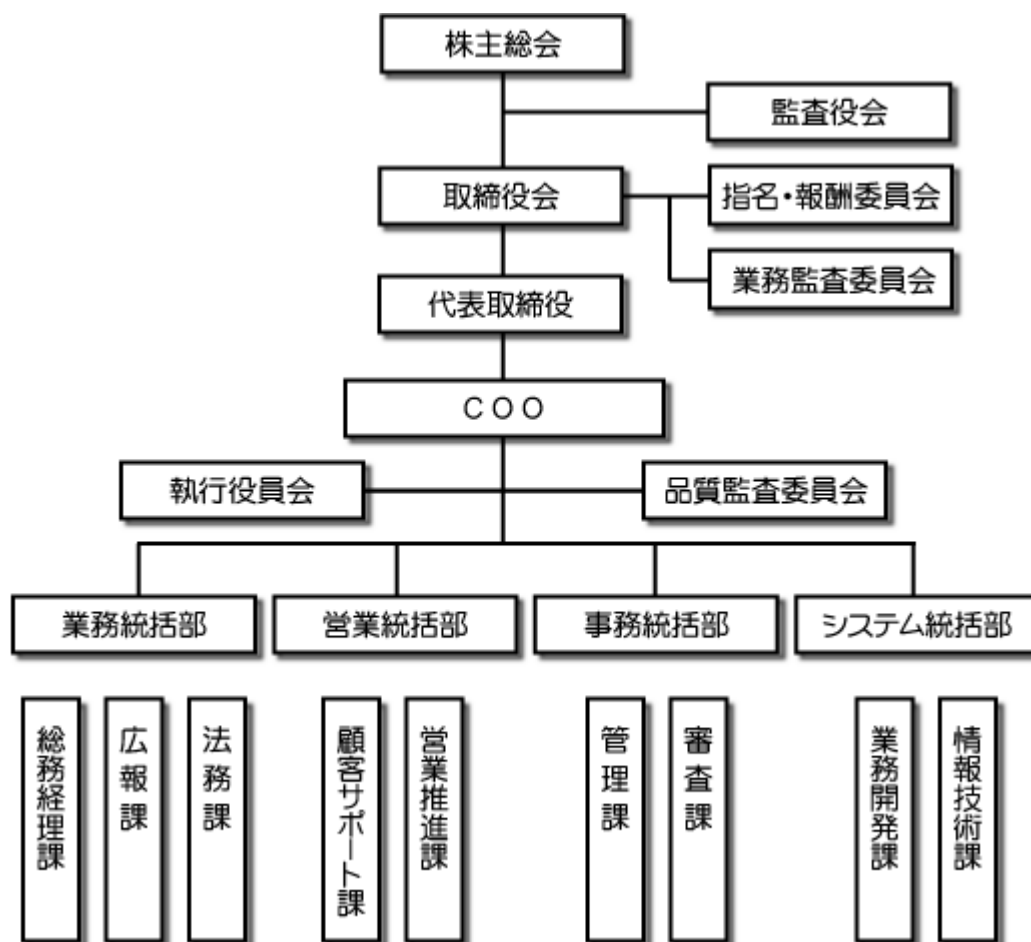 株主総会
監査役会
取締役会
指名・報酬委員会
業務監査委員会
代表取締役
ＣＯＯ
執行役員会
品質監査委員会
業務統括部
営業統括部
事務統括部
システム統括部
総務経理課
広報課
法務課
顧客サポート課
営業推進課
管理課
審査課
業務開発課
情報技術課